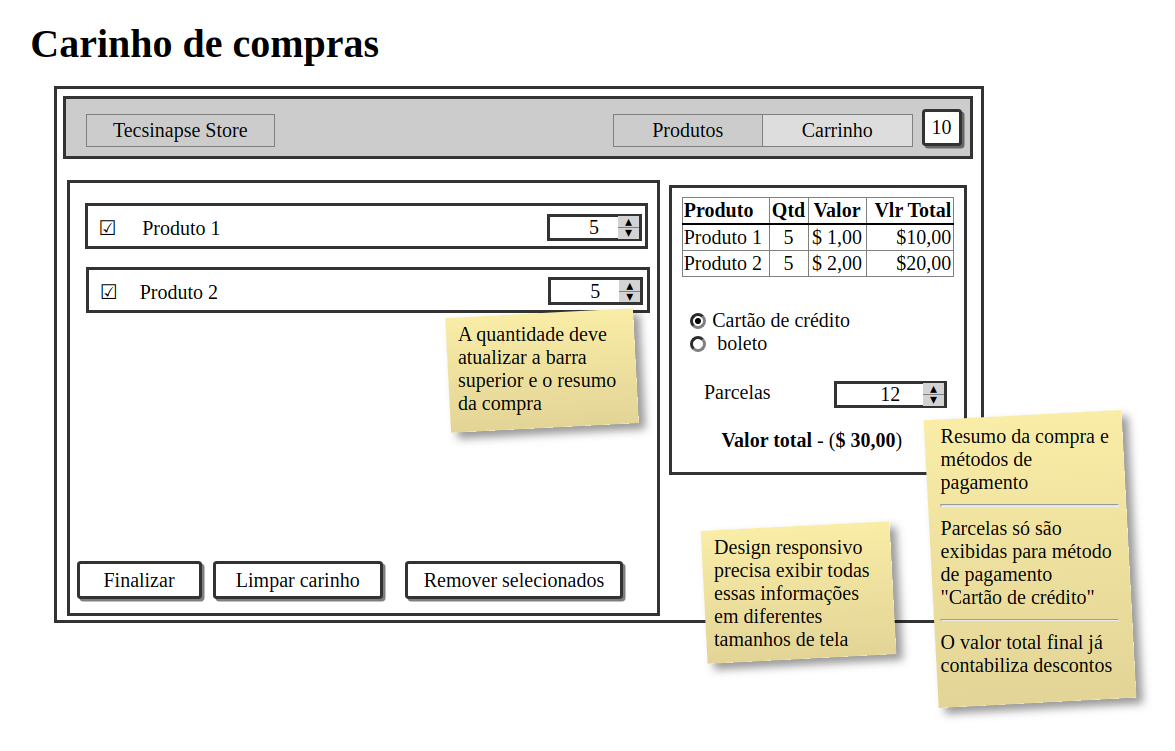 Carinho de compras
Tecsinapse Store
Produtos
Carrinho
10
Produto 1
5
Produto 2
5
A quantidade deve
atualizar a barra
superior e o resumo
da compra
Finalizar
Limpar carinho
Remover selecionados
Produto Qtd Valor Vlr Total
Produto 1 5 $ 1,00 $10,00
Produto 2 5 $ 2,00 $20,00
Cartão de crédito
boleto
Parcelas 12
Valor total - ($ 30,00)
Design responsivo
precisa exibir todas
essas informações
em diferentes
tamanhos de tela
Resumo da compra e
métodos de
pagamento
Parcelas só são
exibidas para método
de pagamento
"Cartão de crédito"
O valor total final já
contabiliza descontos